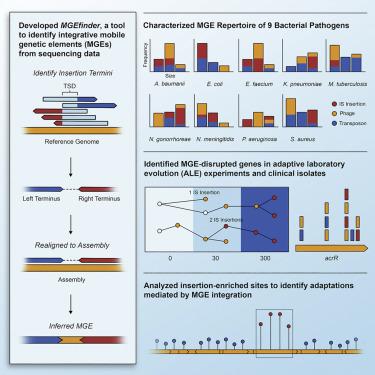 Developed MGEfinder, a tool
to identify integrative mobile
genetic elements (MGEs)
from sequencing data
Identify Insertion Termini
TSD
Reference Genome
Left Terminus
Right Terminus
Realigned to Assembly
Assembly
Inferred MGE
Characterized MGE Repertoire of 9 Bacterial Pathogens
Frequency
Size
A. baumanii
E. coli
E. faecium
K. pneumoniae
M. tuberculosis
N. gonorrhoeae
N. meningitidis
P. aeruginosa
S. aureus
IS Insertion
Phage
Transposon
Identified MGE-disrupted genes in adaptive laboratory
evolution (ALE) experiments and clinical isolates
1 IS Insertion
2 IS Insertions
0
30
300
acrR
Analyzed insertion-enriched sites to identify adaptations
mediated by MGE integration